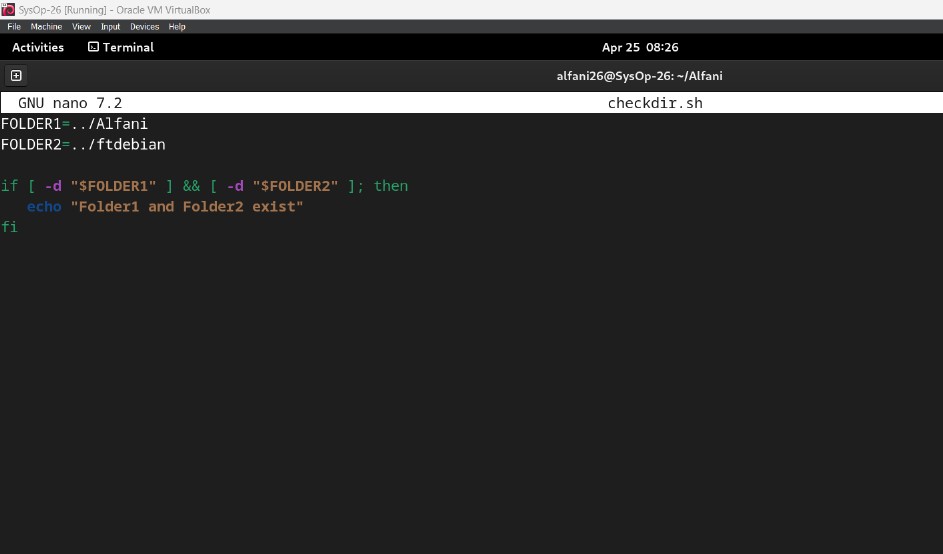 SysOp-26 [Running] - Oracle VM VirtualBox
File Machine View Input Devices Help
Activities Terminal Apr 25 08:26
alfani26@SysOp-26: ~/Alfani
GNU nano 7.2 checkdir.sh
FOLDER1=../Alfani
FOLDER2=../ftdebian
if [ -d "$FOLDER1" ] && [ -d "$FOLDER2" ]; then
   echo "Folder1 and Folder2 exist"
fi